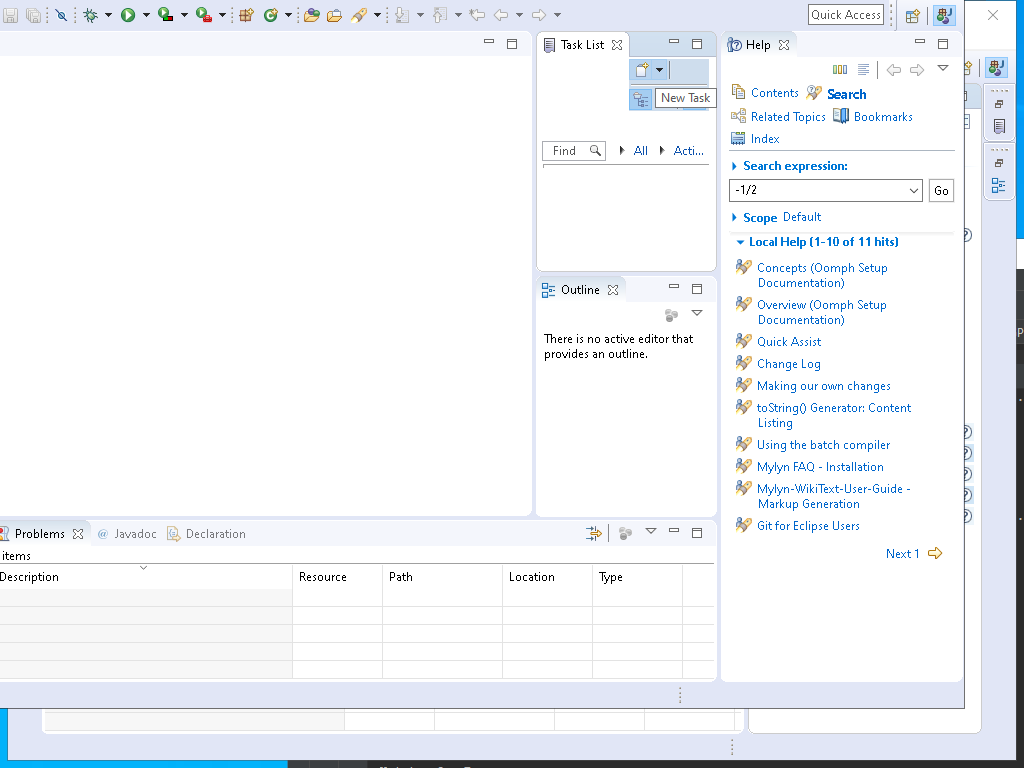 Quick Access
Task List
Help
New Task
Contents
Search
Related Topics
Bookmarks
Index
Find
All
Acti...
Search expression:
-1/2
Go
Scope Default
Local Help (1-10 of 11 hits)
Concepts (Oomph Setup
Documentation)
Overview (Oomph Setup
Documentation)
Quick Assist
Change Log
Making our own changes
toString() Generator: Content
Listing
Using the batch compiler
Mylyn FAQ - Installation
Mylyn-WikiText-User-Guide -
Markup Generation
Git for Eclipse Users
Next 1
Outline
There is no active editor that
provides an outline.
Problems
@ Javadoc
Declaration
items
Description
Resource
Path
Location
Type